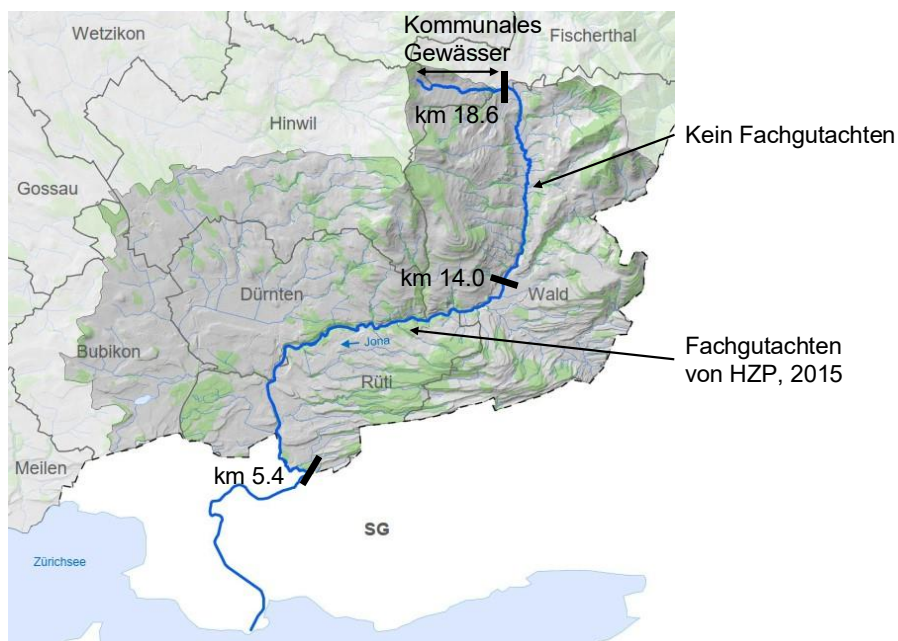 Kommunales
Gewässer
Wetzikon
Fischerthal
km 18.6
Hinwil
Kein Fachgutachten
Gossau
km 14.0
Dürnten
Wald
Jona
Bubikon
Rüti
Fachgutachten
von HZP, 2015
Meilen
km 5.4
SG
Zürichsee